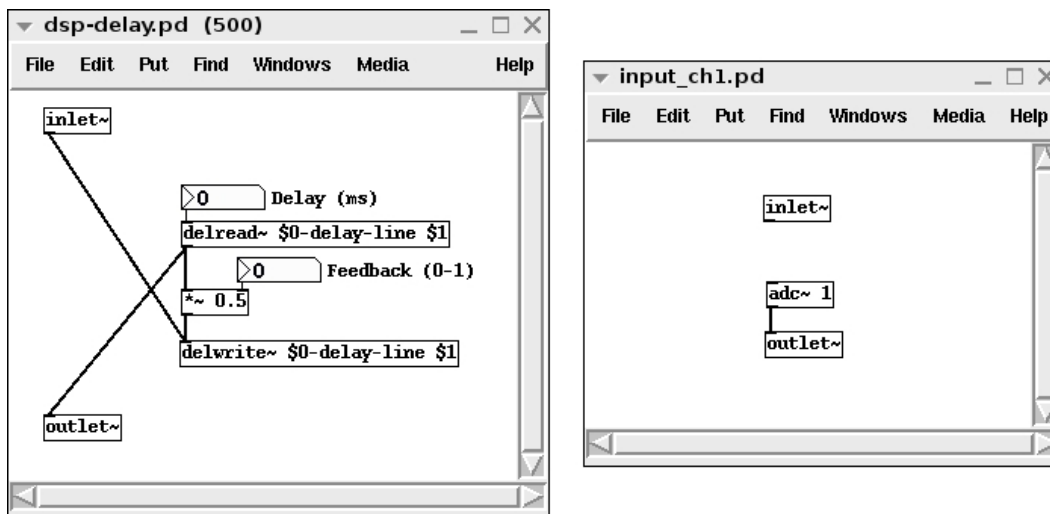 dsp-delay.pd (500)
File Edit Put Find Windows Media Help
inlet~
0 Delay (ms)
delread~ $0-delay-line $1
0 Feedback (0-1)
*~ 0.5
delwrite~ $0-delay-line $1
outlet~
input_ch1.pd
File Edit Put Find Windows Media Help
inlet~
adc~ 1
outlet~